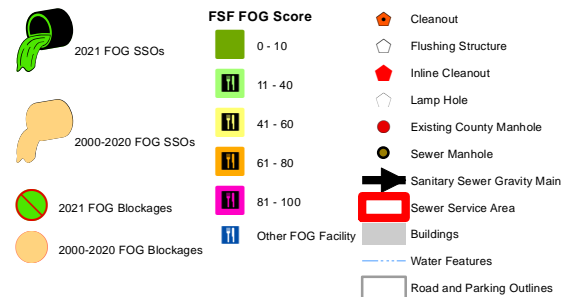 2021 FOG SSOs
2000-2020 FOG SSOs
2021 FOG Blockages
2000-2020 FOG Blockages
FSF FOG Score
0 - 10
11 - 40
41 - 60
61 - 80
81 - 100
Other FOG Facility
Cleanout
Flushing Structure
Inline Cleanout
Lamp Hole
Existing County Manhole
Sewer Manhole
Sanitary Sewer Gravity Main
Sewer Service Area
Buildings
Water Features
Road and Parking Outlines